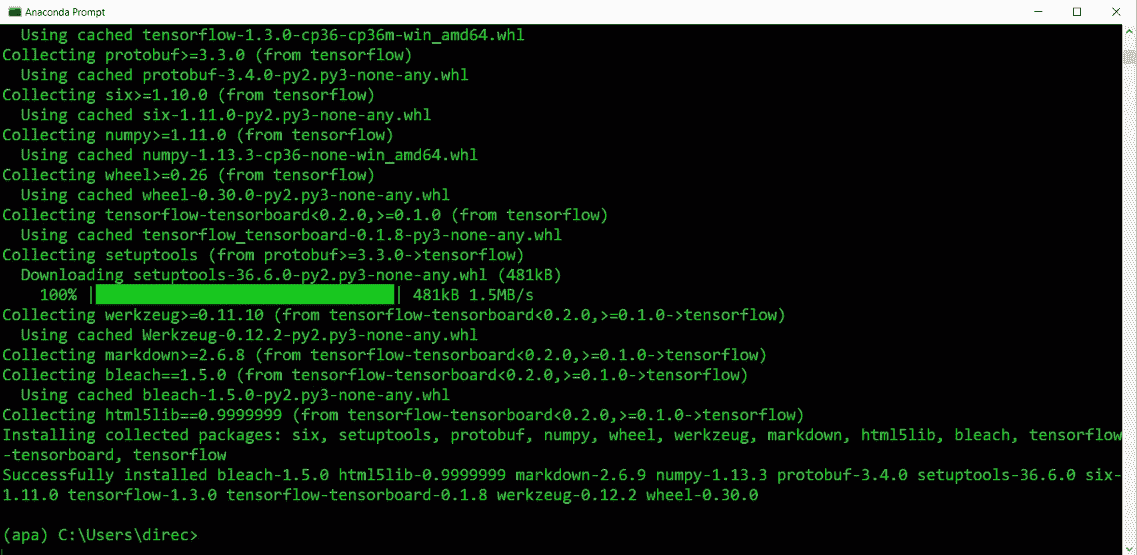 Anaconda Prompt
Using cached tensorflow-1.3.0-cp36-cp36m-win_amd64.whl
Collecting protobuf>=3.3.0 (from tensorflow)
Using cached protobuf-3.4.0-py2.py3-none-any.whl
Collecting six>=1.10.0 (from tensorflow)
Using cached six-1.11.0-py2.py3-none-any.whl
Collecting numpy>=1.11.0 (from tensorflow)
Using cached numpy-1.13.3-cp36-none-win_amd64.whl
Collecting wheel>=0.26 (from tensorflow)
Using cached wheel-0.30.0-py2.py3-none-any.whl
Collecting tensorflow-tensorboard<0.2.0,>=0.1.0 (from tensorflow)
Using cached tensorflow_tensorboard-0.1.8-py3-none-any.whl
Collecting setuptools (from protobuf>=3.3.0->tensorflow)
Downloading setuptools-36.6.0-py2.py3-none-any.whl (481kB)
100% |████████████████████████████████| 481kB 1.5MB/s
Collecting werkzeug>=0.11.10 (from tensorflow-tensorboard<0.2.0,>=0.1.0->tensorflow)
Using cached Werkzeug-0.12.2-py2.py3-none-any.whl
Collecting markdown>=2.6.8 (from tensorflow-tensorboard<0.2.0,>=0.1.0->tensorflow)
Collecting bleach==1.5.0 (from tensorflow-tensorboard<0.2.0,>=0.1.0->tensorflow)
Using cached bleach-1.5.0-py2.py3-none-any.whl
Collecting html5lib==0.9999999 (from tensorflow-tensorboard<0.2.0,>=0.1.0->tensorflow)
Installing collected packages: six, setuptools, protobuf, numpy, wheel, werkzeug, markdown, html5lib, bleach, tensorflow
-tensorboard, tensorflow
Successfully installed bleach-1.5.0 html5lib-0.9999999 markdown-2.6.9 numpy-1.13.3 protobuf-3.4.0 setuptools-36.6.0 six-
1.11.0 tensorflow-1.3.0 tensorflow-tensorboard-0.1.8 werkzeug-0.12.2 wheel-0.30.0
(apa) C:\Users\direc>